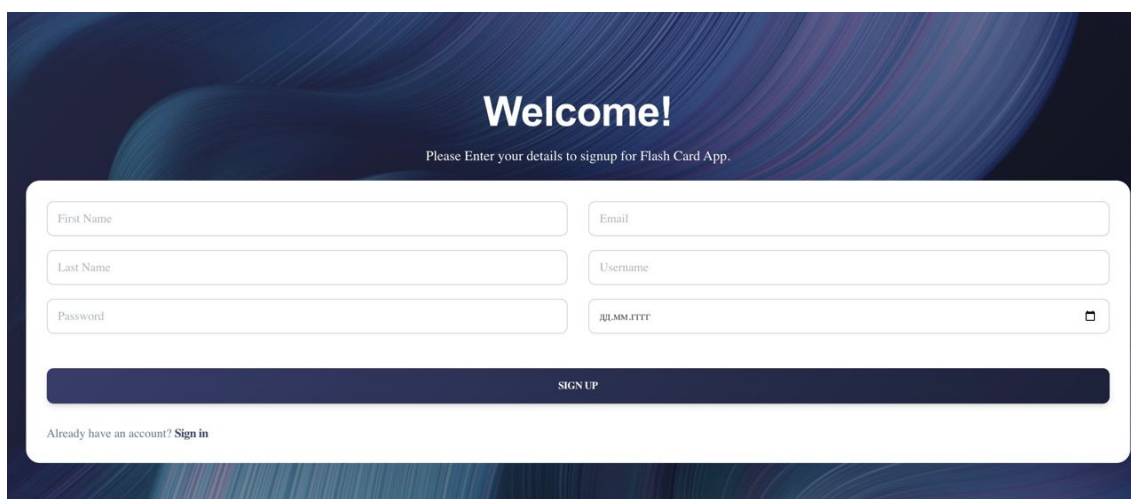 Welcome!
Please Enter your details to signup for Flash Card App.
First Name
Email
Last Name
Username
Password
дд.мм.гггг
SIGN UP
Already have an account? Sign in